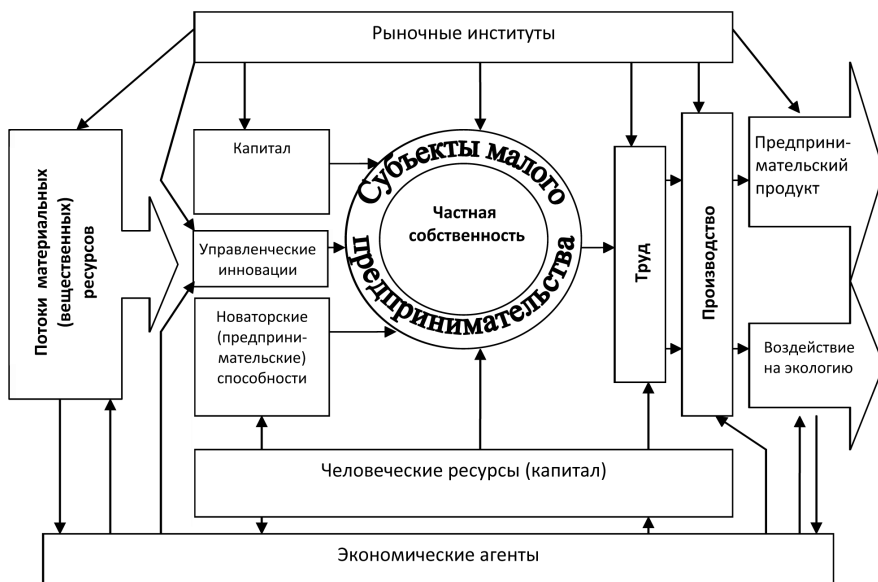 Рыночные институты
Потоки материальных
(вещественных)
ресурсов
Капитал
Управленческие
инновации
Новаторские
(предприни-
мательские)
способности
Субъекты малого
предпринимательства
Частная
собственность
Труд
Производство
Предприни-
мательский
продукт
Воздействие
на экологию
Человеческие ресурсы (капитал)
Экономические агенты